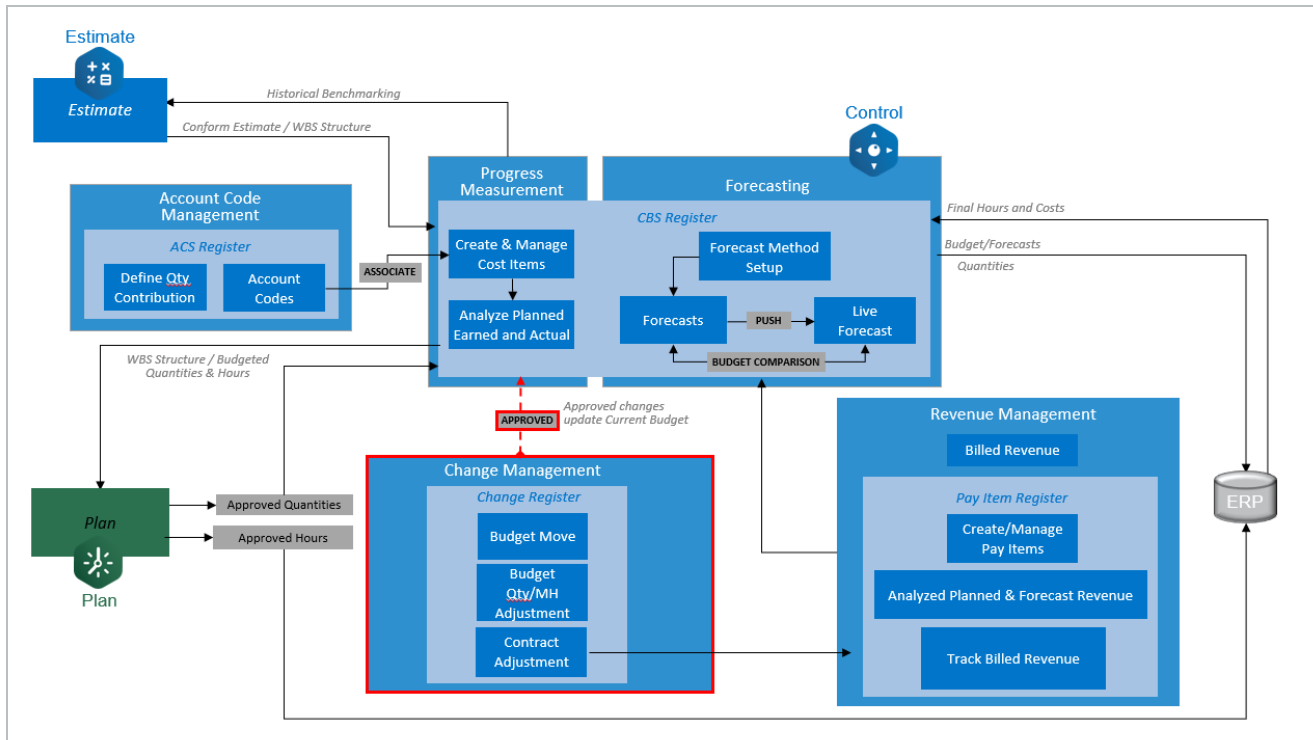 Estimate
Estimate
Historical Benchmarking
Conform Estimate / WBS Structure
Control
Progress
Measurement
Forecasting
Account Code
Management
ACS Register
Define Qty
Contribution
Account
Codes
ASSOCIATE
CBS Register
Create & Manage
Cost Items
Analyze Planned
Earned and Actual
Forecast Method
Setup
Forecasts
PUSH
Live
Forecast
BUDGET COMPARISON
Final Hours and Costs
Budget/Forecasts
Quantities
WBS Structure / Budgeted
Quantities & Hours
APPROVED
Approved changes
update Current Budget
Change Management
Change Register
Budget Move
Budget
Qty/MH
Adjustment
Contract
Adjustment
Revenue Management
Billed Revenue
Pay Item Register
Create/Manage
Pay Items
Analyzed Planned & Forecast Revenue
Track Billed Revenue
ERP
Plan
Plan
Approved Quantities
Approved Hours